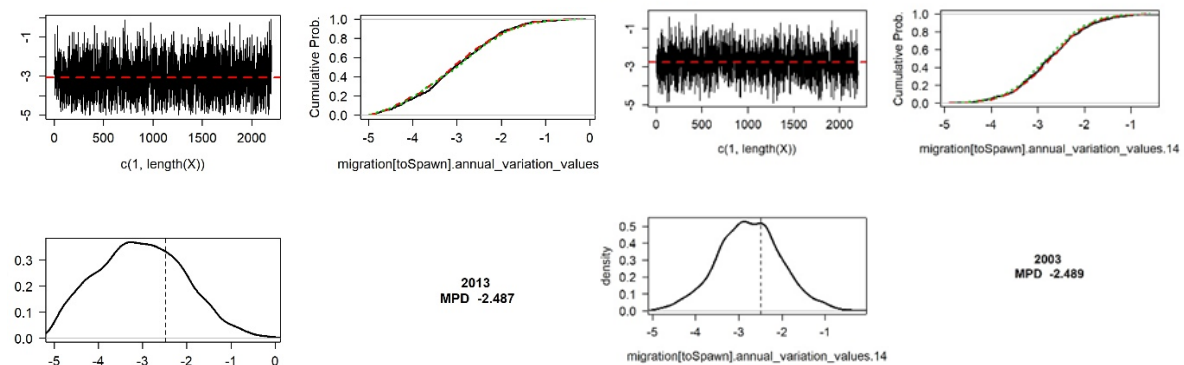 -1
-3
-5
0 500 1000 1500 2000
c(1, length(X))
Cumulative Prob.
1.0
0.8
0.6
0.4
0.2
0.0
-5 -4 -3 -2 -1 0
migration[toSpawn].annual_variation_values
-1
-3
-5
0 500 1000 1500 2000
c(1, length(X))
Cumulative Prob.
1.0
0.8
0.6
0.4
0.2
0.0
-5 -4 -3 -2 -1
migration[toSpawn].annual_variation_values.14
0.3
0.2
0.1
0.0
-5 -4 -3 -2 -1 0
2013
MPD -2.487
density
0.5
0.4
0.3
0.2
0.1
0.0
-5 -4 -3 -2 -1
migration[toSpawn].annual_variation_values.14
2003
MPD -2.489